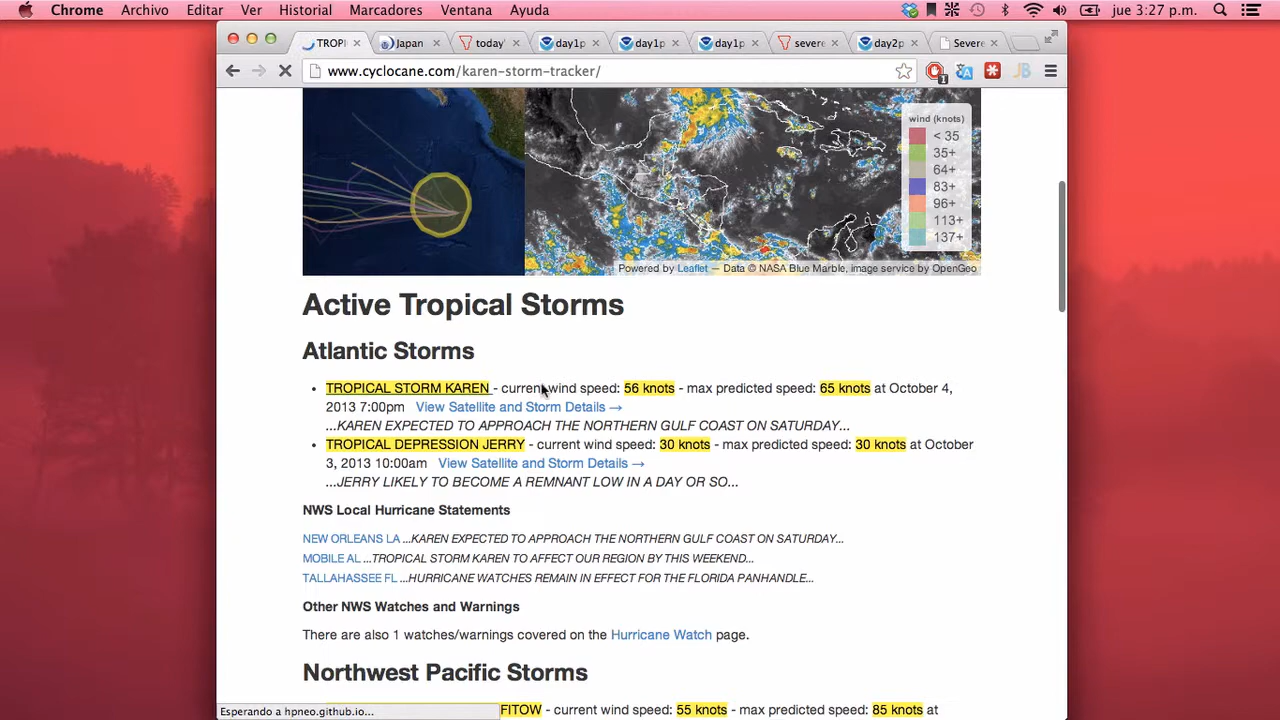 Chrome Archivo Editar Ver Historial Marcadores Ventana Ayuda jue 3:27 p.m.
TROPI Japan today' day1p day1p day1p severe day2p Severe
www.cyclocane.com/karen-storm-tracker/
1 JB
wind (knots)
< 35
35+
64+
83+
96+
113+
137+
Powered by Leaflet — Data © NASA Blue Marble, image service by OpenGeo
Active Tropical Storms
Atlantic Storms
• TROPICAL STORM KAREN - current wind speed: 56 knots - max predicted speed: 65 knots at October 4,
2013 7:00pm View Satellite and Storm Details →
...KAREN EXPECTED TO APPROACH THE NORTHERN GULF COAST ON SATURDAY...
• TROPICAL DEPRESSION JERRY - current wind speed: 30 knots - max predicted speed: 30 knots at October
3, 2013 10:00am View Satellite and Storm Details →
...JERRY LIKELY TO BECOME A REMNANT LOW IN A DAY OR SO...
NWS Local Hurricane Statements
NEW ORLEANS LA ...KAREN EXPECTED TO APPROACH THE NORTHERN GULF COAST ON SATURDAY...
MOBILE AL ...TROPICAL STORM KAREN TO AFFECT OUR REGION BY THIS WEEKEND...
TALLAHASSEE FL ...HURRICANE WATCHES REMAIN IN EFFECT FOR THE FLORIDA PANHANDLE...
Other NWS Watches and Warnings
There are also 1 watches/warnings covered on the Hurricane Watch page.
Northwest Pacific Storms
FITOW - current wind speed: 55 knots - max predicted speed: 85 knots at
Esperando a hpneo.github.io...